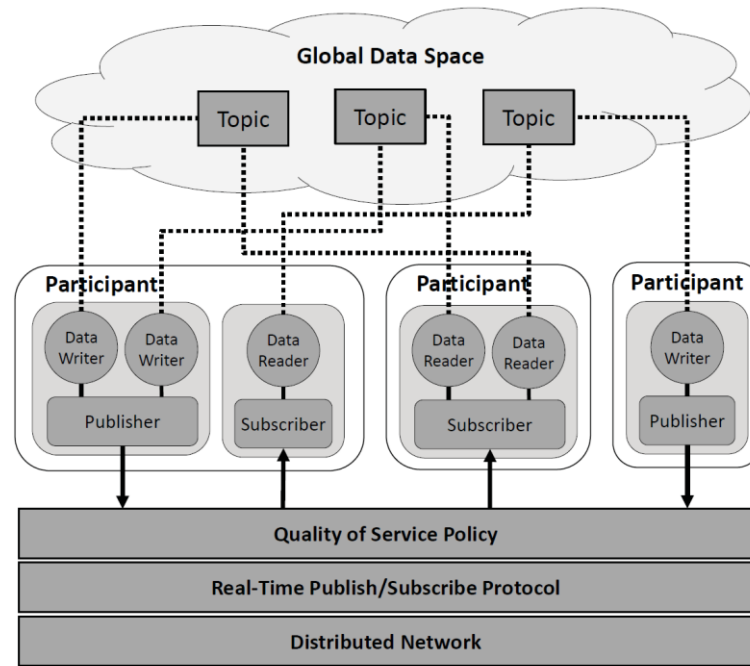 Global Data Space
Topic
Topic
Topic
Participant
Participant
Participant
Data
Writer
Data
Writer
Data
Reader
Data
Reader
Data
Reader
Data
Writer
Publisher
Subscriber
Subscriber
Publisher
Quality of Service Policy
Real-Time Publish/Subscribe Protocol
Distributed Network